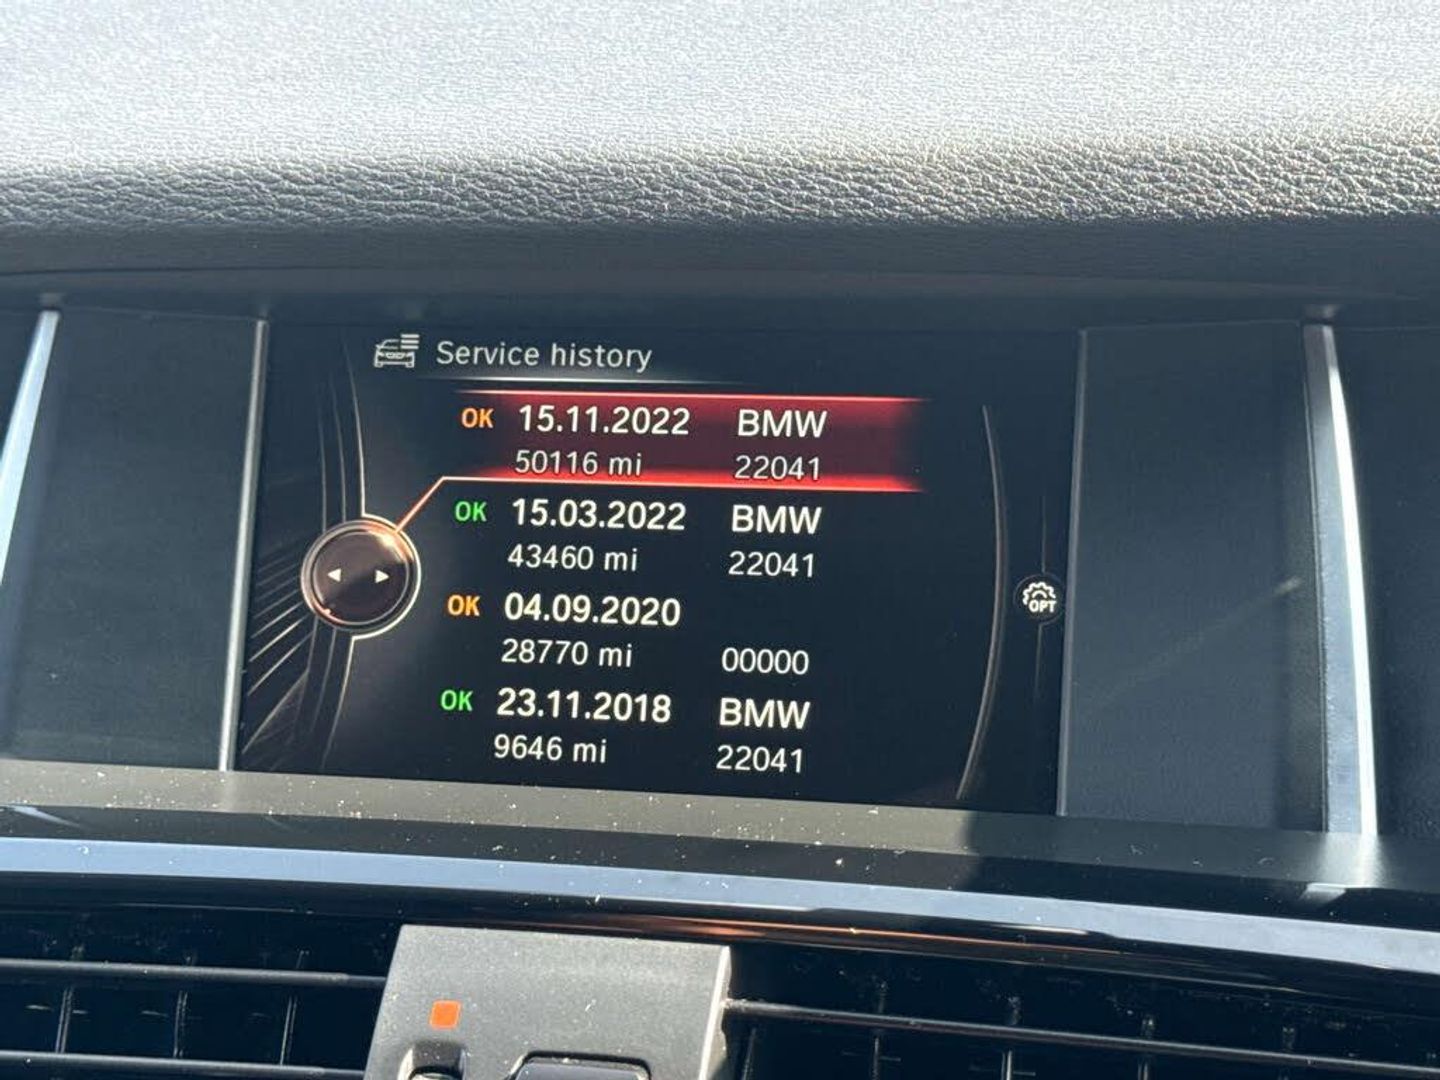 Service history
OK 15.11.2022 BMW
50116 mi 22041
OK 15.03.2022 BMW
43460 mi 22041
OK 04.09.2020
28770 mi 00000
OPT
OK 23.11.2018 BMW
9646 mi 22041